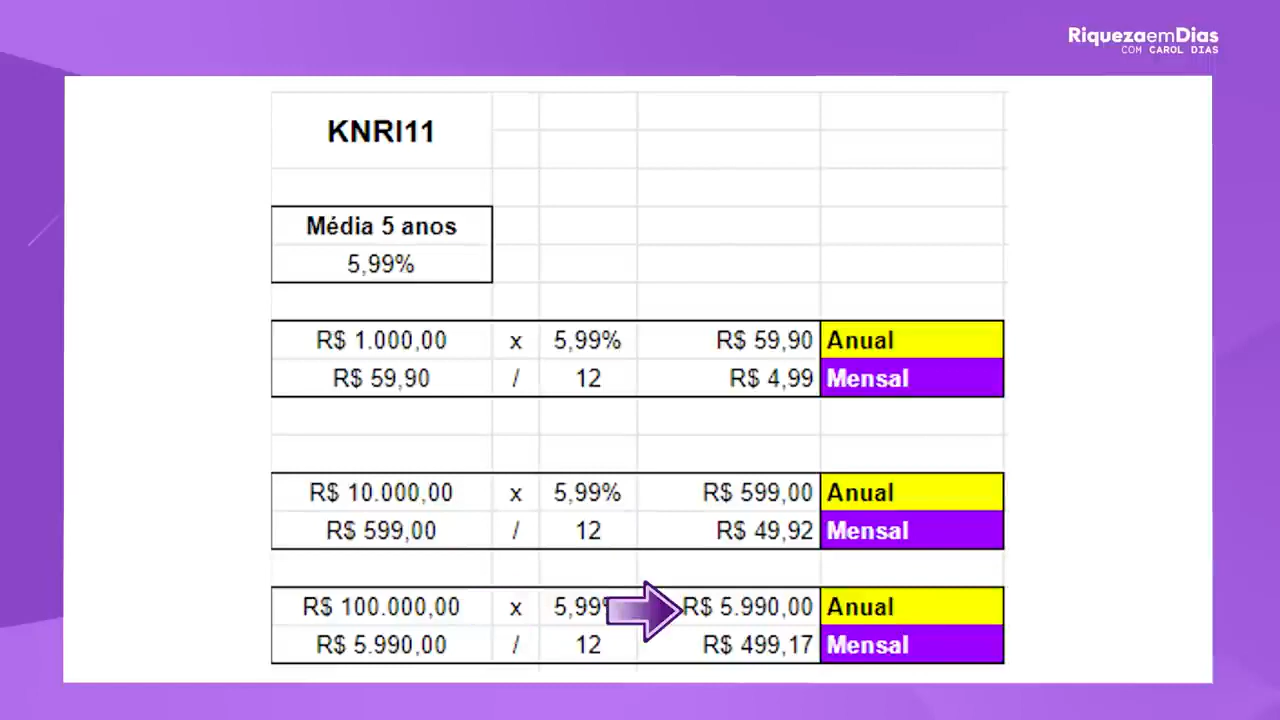 RiquezaemDias
COM CAROL DIAS
KNRI11
Média 5 anos
5,99%
R$ 1.000,00 x 5,99% R$ 59,90 Anual
R$ 59,90 / 12 R$ 4,99 Mensal
R$ 10.000,00 x 5,99% R$ 599,00 Anual
R$ 599,00 / 12 R$ 49,92 Mensal
R$ 100.000,00 x 5,99% R$ 5.990,00 Anual
R$ 5.990,00 / 12 R$ 499,17 Mensal